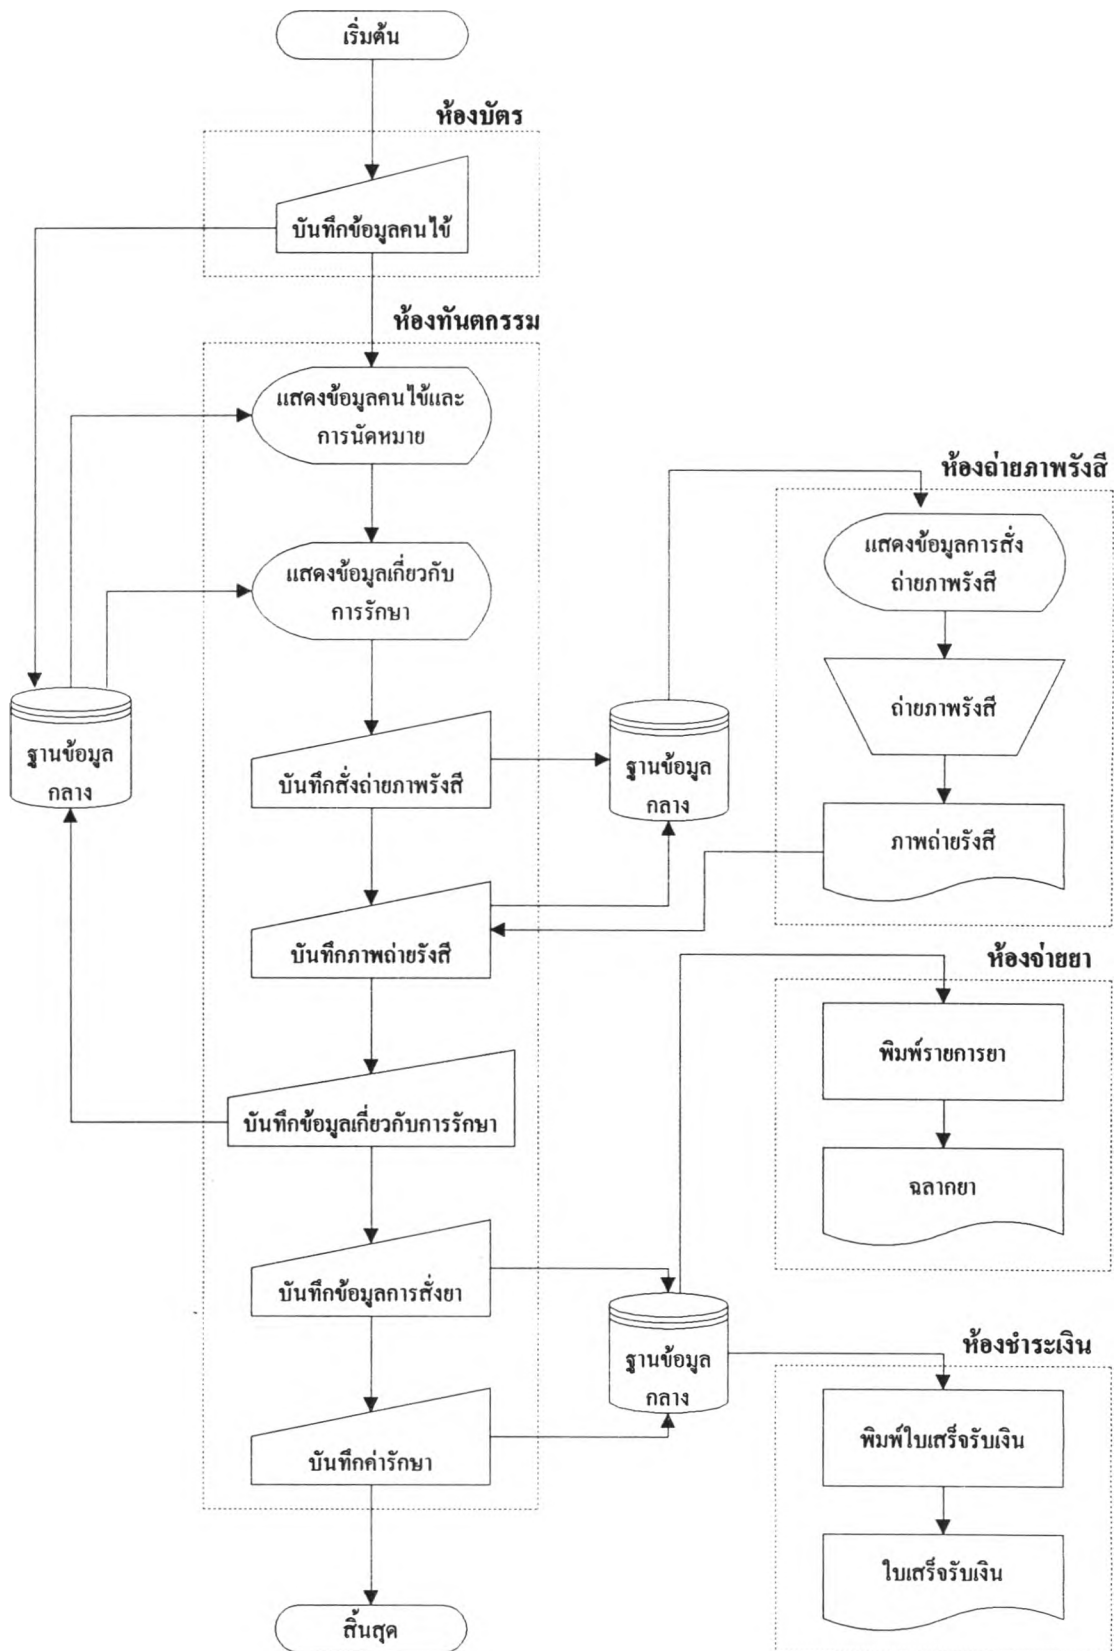 เริ่มต้น
ห้องบัตร
บันทึกข้อมูลคนไข้
ห้องทันตกรรม
แสดงข้อมูลคนไข้และ
การนัดหมาย
แสดงข้อมูลเกี่ยวกับ
การรักษา
ฐานข้อมูล
กลาง
บันทึกสั่งถ่ายภาพรังสี
ฐานข้อมูล
กลาง
บันทึกภาพถ่ายรังสี
บันทึกข้อมูลเกี่ยวกับการรักษา
บันทึกข้อมูลการสั่งยา
ฐานข้อมูล
กลาง
บันทึกค่ารักษา
สิ้นสุด
ห้องถ่ายภาพรังสี
แสดงข้อมูลการสั่ง
ถ่ายภาพรังสี
ถ่ายภาพรังสี
ภาพถ่ายรังสี
ห้องจ่ายยา
พิมพ์รายการยา
ฉลากยา
ห้องชำระเงิน
พิมพ์ใบเสร็จรับเงิน
ใบเสร็จรับเงิน